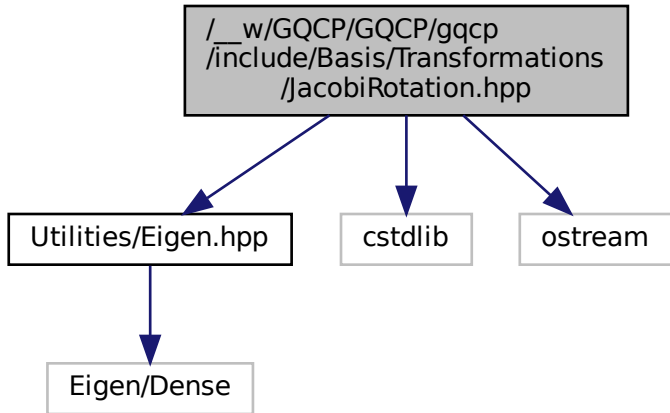 /__w/GQCP/GQCP/gqcp
/include/Basis/Transformations
/JacobiRotation.hpp
Utilities/Eigen.hpp
cstdlib
ostream
Eigen/Dense